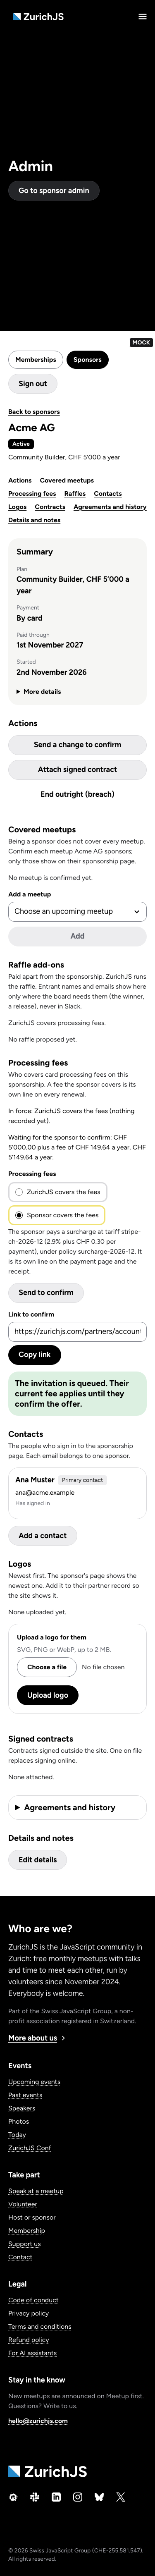 ZurichJS
Admin
Go to sponsor admin
MOCK
Memberships
Sponsors
Sign out
Back to sponsors
Acme AG
Active
Community Builder, CHF 5'000 a year
Actions Covered meetups
Processing fees Raffles Contacts
Logos Contracts Agreements and history
Details and notes
Summary
Plan
Community Builder, CHF 5'000 a
year
Payment
By card
Paid through
1st November 2027
Started
2nd November 2026
More details
Actions
Send a change to confirm
Attach signed contract
End outright (breach)
Covered meetups
Being a sponsor does not cover every meetup.
Confirm each meetup Acme AG sponsors;
only those show on their sponsorship page.
No meetup is confirmed yet.
Add a meetup
Choose an upcoming meetup
Add
Raffle add-ons
Paid apart from the sponsorship. ZurichJS runs
the raffle. Entrant names and emails show here
only where the board needs them (the winner,
a release), never in Slack.
ZurichJS covers processing fees.
No raffle proposed yet.
Processing fees
Who covers card processing fees on this
sponsorship. A fee the sponsor covers is its
own line on every renewal.
In force: ZurichJS covers the fees (nothing
recorded yet).
Waiting for the sponsor to confirm: CHF
5'000.00 plus a fee of CHF 149.64 a year, CHF
5'149.64 a year.
Processing fees
ZurichJS covers the fees
Sponsor covers the fees
The sponsor pays a surcharge at tariff stripe-
ch-2026-12 (2.9% plus CHF 0.30 per
payment), under policy surcharge-2026-12. It
is its own line on the payment page and the
receipt.
Send to confirm
Link to confirm
https://zurichjs.com/partners/accoun
Copy link
The invitation is queued. Their
current fee applies until they
confirm the offer.
Contacts
The people who sign in to the sponsorship
page. Each email belongs to one sponsor.
Ana Muster Primary contact
ana@acme.example
Has signed in
Add a contact
Logos
Newest first. The sponsor's page shows the
newest one. Add it to their partner record so
the site shows it.
None uploaded yet.
Upload a logo for them
SVG, PNG or WebP, up to 2 MB.
Choose a file No file chosen
Upload logo
Signed contracts
Contracts signed outside the site. One on file
replaces signing online.
None attached.
Agreements and history
Details and notes
Edit details
Who are we?
ZurichJS is the JavaScript community in
Zurich: free monthly meetups with talks
and time to meet each other, run by
volunteers since November 2024.
Everybody is welcome.
Part of the Swiss JavaScript Group, a non-
profit association registered in Switzerland.
More about us
Events
Upcoming events
Past events
Speakers
Photos
Today
ZurichJS Conf
Take part
Speak at a meetup
Volunteer
Host or sponsor
Membership
Support us
Contact
Legal
Code of conduct
Privacy policy
Terms and conditions
Refund policy
For AI assistants
Stay in the know
New meetups are announced on Meetup first.
Questions? Write to us.
hello@zurichjs.com
ZurichJS
© 2026 Swiss JavaScript Group (CHE-255.581.547).
All rights reserved.